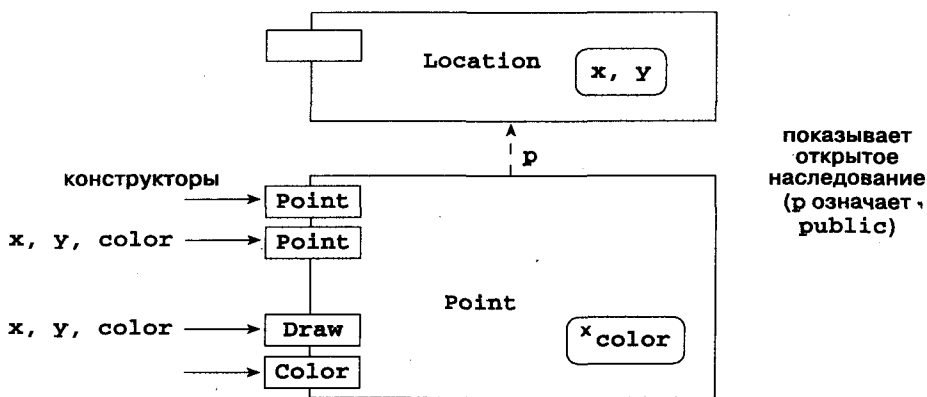 Location
x, y
p
показывает
открытое
наследование
(p означает
public)
конструкторы
Point
x, y, color
Point
Point
x, y, color
Draw
x color
Color